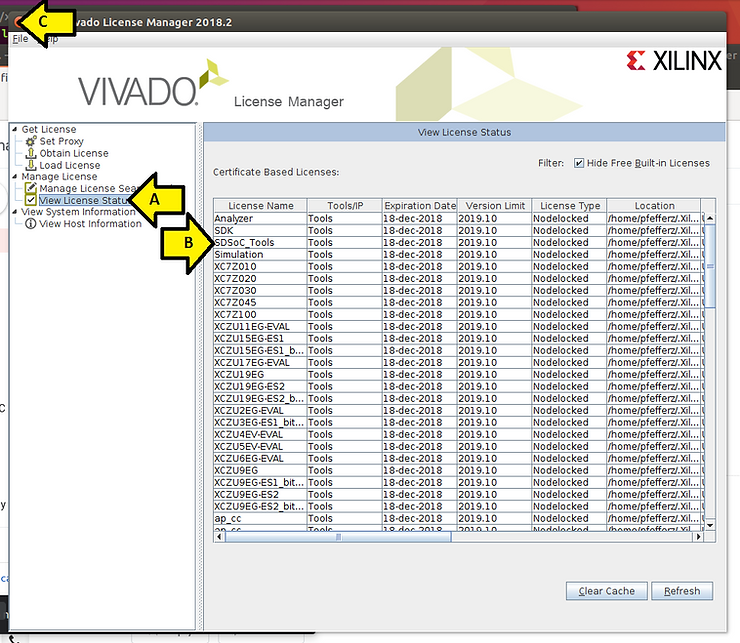 C
vado License Manager 2018.2
File
elp
VIVADO.
License Manager
XILINX
Get License
Set Proxy
Obtain License
Load License
Manage License
Manage License Sea
View License Statu
View System Information
View Host Information
A
B
View License Status
Filter: Hide Free Built-in Licenses
Certificate Based Licenses:
License Name Tools/IP Expiration Date Version Limit License Type Location
Analyzer Tools 18-dec-2018 2019.10 Nodelocked /home/pfefferz/.Xil...
SDK Tools 18-dec-2018 2019.10 Nodelocked /home/pfefferz/.Xil...
SDSoC_Tools Tools 18-dec-2018 2019.10 Nodelocked /home/pfefferz/.Xil...
Simulation Tools 18-dec-2018 2019.10 Nodelocked /home/pfefferz/.Xil...
XC7Z010 Tools 18-dec-2018 2019.10 Nodelocked /home/pfefferz/.Xil...
XC7Z020 Tools 18-dec-2018 2019.10 Nodelocked /home/pfefferz/.Xil...
XC7Z030 Tools 18-dec-2018 2019.10 Nodelocked /home/pfefferz/.Xil...
XC7Z045 Tools 18-dec-2018 2019.10 Nodelocked /home/pfefferz/.Xil...
XC7Z100 Tools 18-dec-2018 2019.10 Nodelocked /home/pfefferz/.Xil...
XCZU11EG-EVAL Tools 18-dec-2018 2019.10 Nodelocked /home/pfefferz/.Xil...
XCZU15EG-ES1 Tools 18-dec-2018 2019.10 Nodelocked /home/pfefferz/.Xil...
XCZU15EG-ES1_b... Tools 18-dec-2018 2019.10 Nodelocked /home/pfefferz/.Xil...
XCZU17EG-EVAL Tools 18-dec-2018 2019.10 Nodelocked /home/pfefferz/.Xil...
XCZU19EG Tools 18-dec-2018 2019.10 Nodelocked /home/pfefferz/.Xil...
XCZU19EG-ES2 Tools 18-dec-2018 2019.10 Nodelocked /home/pfefferz/.Xil...
XCZU19EG-ES2_b... Tools 18-dec-2018 2019.10 Nodelocked /home/pfefferz/.Xil...
XCZU2EG-EVAL Tools 18-dec-2018 2019.10 Nodelocked /home/pfefferz/.Xil...
XCZU3EG-ES1_bit... Tools 18-dec-2018 2019.10 Nodelocked /home/pfefferz/.Xil...
XCZU4EV-EVAL Tools 18-dec-2018 2019.10 Nodelocked /home/pfefferz/.Xil...
XCZU5EV-EVAL Tools 18-dec-2018 2019.10 Nodelocked /home/pfefferz/.Xil...
XCZU6EG-EVAL Tools 18-dec-2018 2019.10 Nodelocked /home/pfefferz/.Xil...
XCZU9EG Tools 18-dec-2018 2019.10 Nodelocked /home/pfefferz/.Xil...
XCZU9EG-ES1_bit... Tools 18-dec-2018 2019.10 Nodelocked /home/pfefferz/.Xil...
XCZU9EG-ES2 Tools 18-dec-2018 2019.10 Nodelocked /home/pfefferz/.Xil...
XCZU9EG-ES2_bit... Tools 18-dec-2018 2019.10 Nodelocked /home/pfefferz/.Xil...
ap_cc Tools 18-dec-2018 2019.10 Nodelocked /home/pfefferz/.Xil...
Clear Cache Refresh